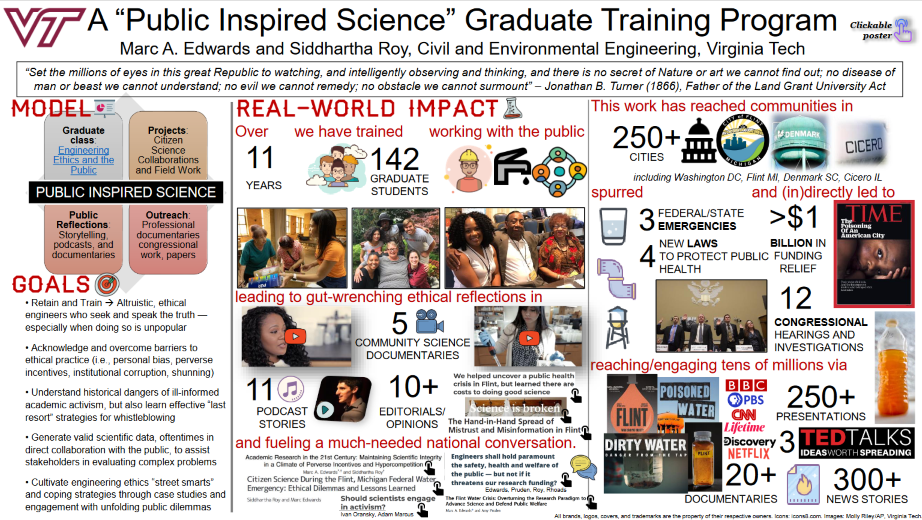 VT
A “Public Inspired Science” Graduate Training Program
Clickable
poster
Marc A. Edwards and Siddhartha Roy, Civil and Environmental Engineering, Virginia Tech
“Set the millions of eyes in this great Republic to watching, and intelligently observing and thinking, and there is no secret of Nature or art we cannot find out; no disease of
man or beast we cannot understand; no evil we cannot remedy; no obstacle we cannot surmount” – Jonathan B. Turner (1866), Father of the Land Grant University Act
MODEL
Graduate
class:
Engineering
Ethics and the
Public
Projects:
Citizen
Science
Collaborations
and Field Work
PUBLIC INSPIRED SCIENCE
Public
Reflections:
Storytelling,
podcasts, and
documentaries
Outreach:
Professional
documentaries
congressional
work, papers
GOALS
• Retain and Train → Altruistic, ethical
engineers who seek and speak the truth —
especially when doing so is unpopular
• Acknowledge and overcome barriers to
ethical practice (i.e., personal bias, perverse
incentives, institutional corruption, shunning)
• Understand historical dangers of ill-informed
academic activism, but also learn effective “last
resort” strategies for whistleblowing
• Generate valid scientific data, oftentimes in
direct collaboration with the public, to assist
stakeholders in evaluating complex problems
• Cultivate engineering ethics “street smarts”
and coping strategies through case studies and
engagement with unfolding public dilemmas
REAL-WORLD IMPACT
Over we have trained working with the public
11
YEARS
142
GRADUATE
STUDENTS
leading to gut-wrenching ethical reflections in
5
COMMUNITY SCIENCE
DOCUMENTARIES
11
PODCAST
STORIES
10+
EDITORIALS/
OPINIONS
We helped uncover a public health
crisis in Flint, but learned there are
costs to doing good science
Science is broken
The Hand-in-Hand Spread of
Mistrust and Misinformation in Flint
and fueling a much-needed national conversation.
Academic Research in the 21st Century: Maintaining Scientific Integrity
in a Climate of Perverse Incentives and Hypercompetition
Marc A. Edwards and Siddhartha Roy
Citizen Science During the Flint, Michigan Federal Water
Emergency: Ethical Dilemmas and Lessons Learned
Siddhartha Roy and Marc Edwards
Should scientists engage
in activism?
Ivan Oransky, Adam Marcus
Engineers shall hold paramount
the safety, health and welfare of
the public — but not if it
threatens our research funding?
Edwards, Pruden, Roy, Rhoads
The Flint Water Crisis: Overturning the Research Paradigm to
Advance Science and Defend Public Welfare
This work has reached communities in
250+
CITIES
CITY OF FLINT
MICHIGAN
DENMARK
CICERO
including Washington DC, Flint MI, Denmark SC, Cicero IL
spurred and (in)directly led to
3 FEDERAL/STATE
EMERGENCIES
4 NEW LAWS
TO PROTECT PUBLIC
HEALTH
>$1
BILLION IN
FUNDING
RELIEF
TIME
The
Poisoning
Of An
American City
12
CONGRESSIONAL
HEARINGS AND
INVESTIGATIONS
reaching/engaging tens of millions via
FLINT
POISONED
WATER
DIRTY WATER
FLINT
BBC
PBS
CNN
Lifetime
Discovery
NETFLIX
20+
DOCUMENTARIES
250+
PRESENTATIONS
3 TEDTALKS
IDEAS WORTH SPREADING
300+
NEWS STORIES
All brands, logos, covers, and trademarks are the property of their respective owners. Icons: icons8.com. Images: Molly Riley/AP, Virginia Tech